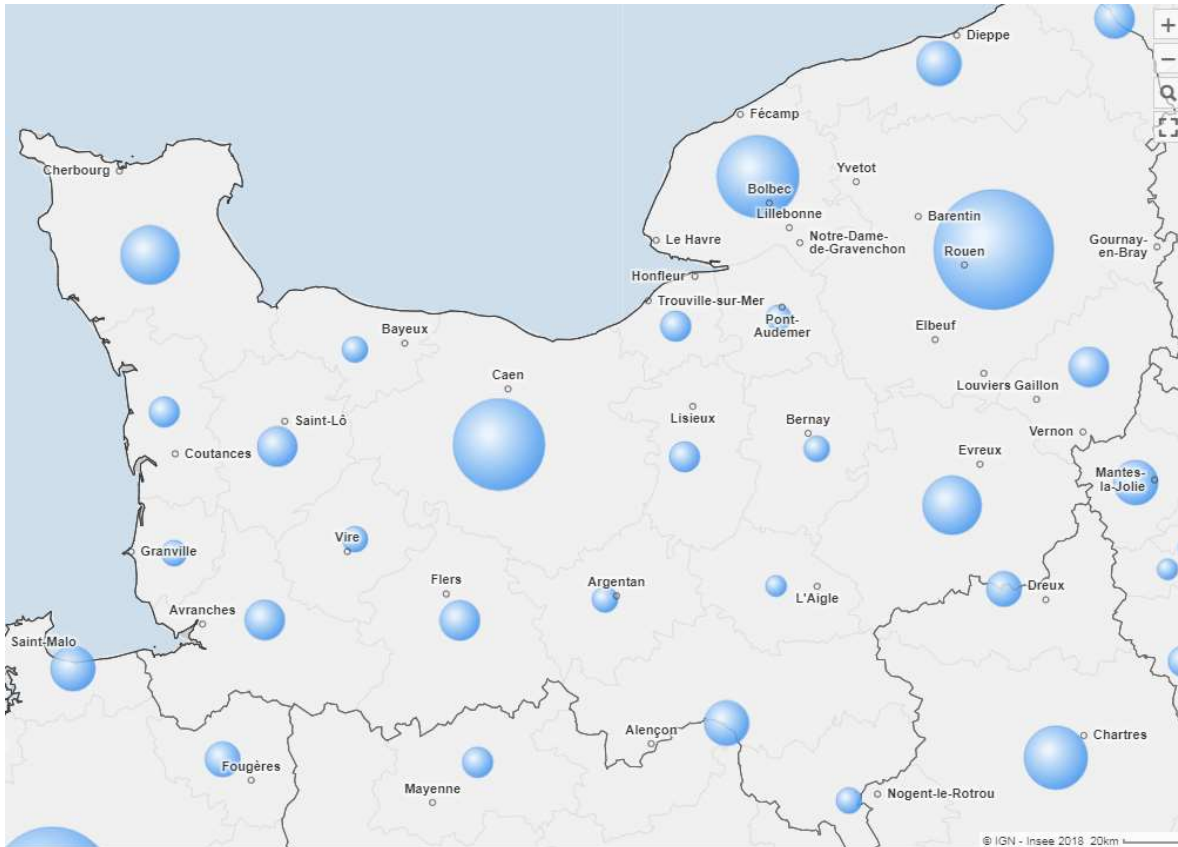 Dieppe
Fécamp
Cherbourg
Yvetot
Bolbec
Lillebonne
Barentin
Le Havre
Notre-Dame-
de-Gravenchon
Gournay-
en-Bray
Rouen
Honfleur
Trouville-sur-Mer
Pont-
Audemer
Bayeux
Elbeuf
Caen
Louviers
Gaillon
Saint-Lô
Lisieux
Bernay
Vernon
Coutances
Evreux
Mantes-
la-Jolie
Granville
Vire
Flers
Argentan
L'Aigle
Dreux
Avranches
Saint-Malo
Alençon
Chartres
Fougères
Mayenne
Nogent-le-Rotrou
© IGN - Insee 2018 20km
+
−